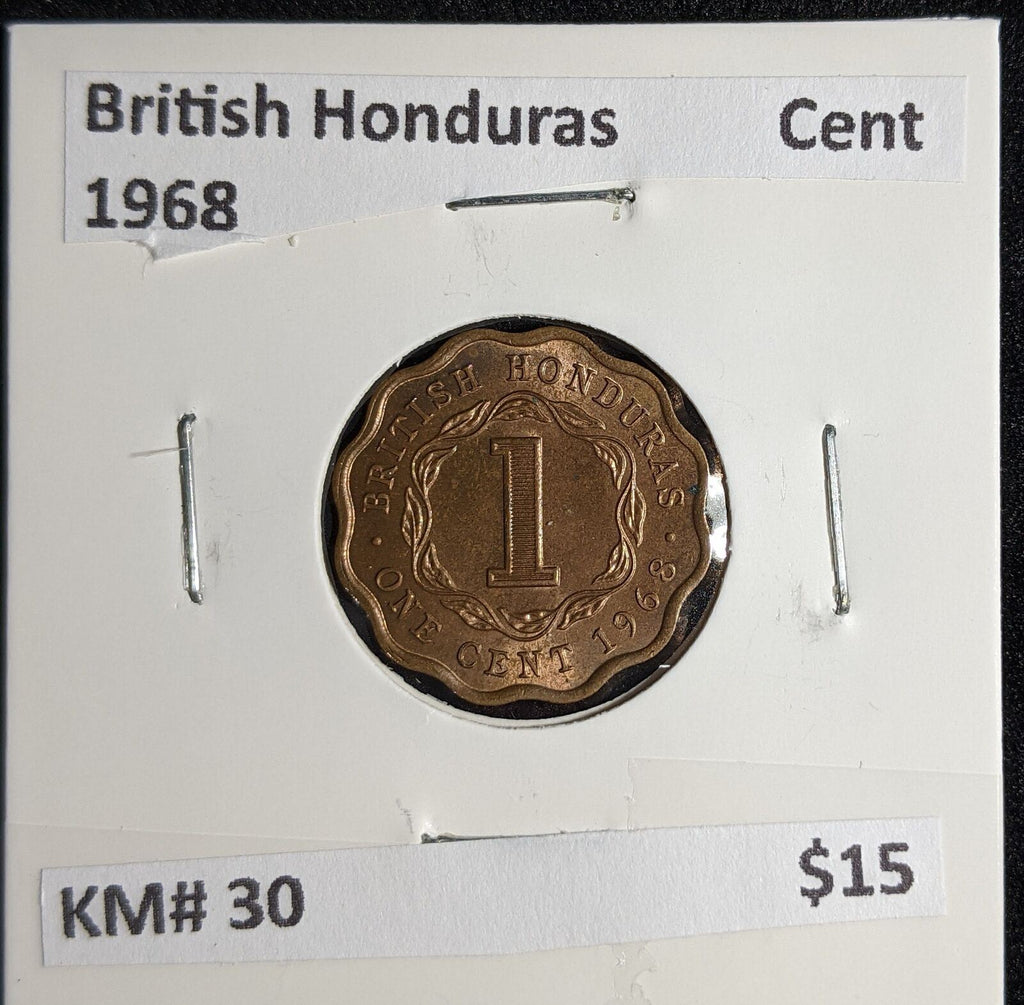 British Honduras Cent
1968
BRITISH HONDURAS
1
· ONE CENT 1968 ·
KM# 30 $15